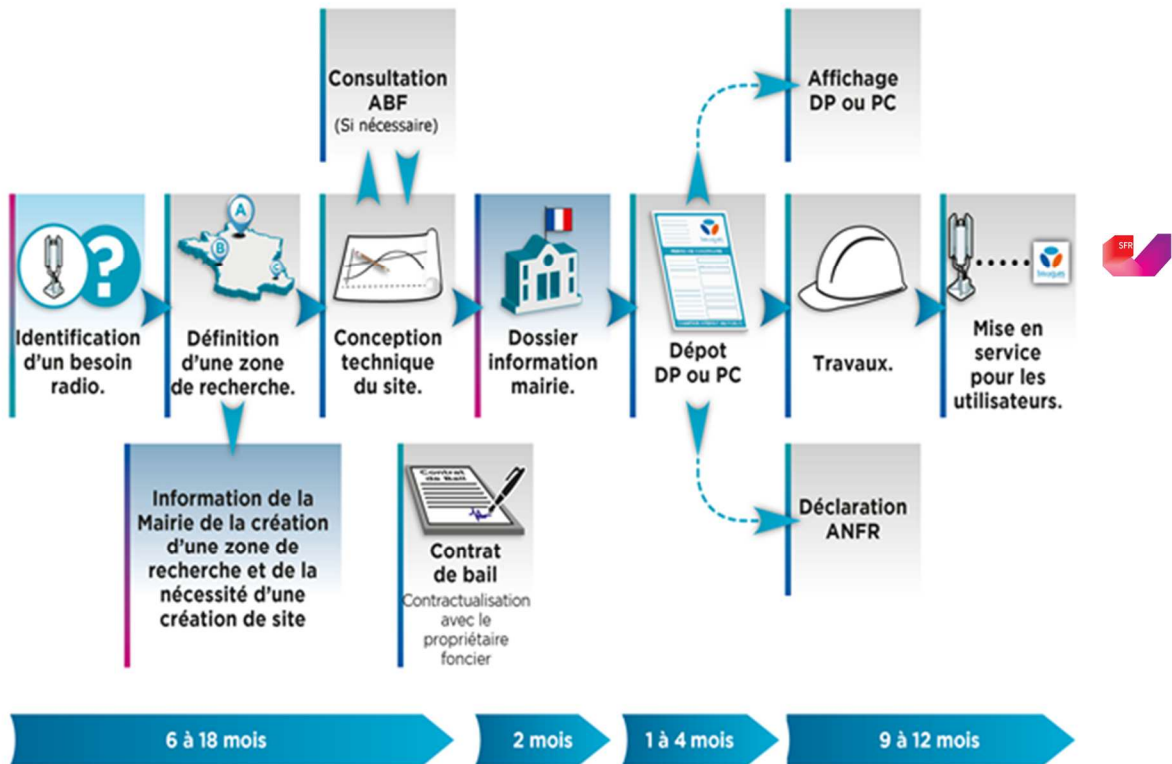 Consultation
ABF
(Si nécessaire)
Affichage
DP ou PC
A
B
C
?
Identification
d'un besoin
radio.
Définition
d'une zone
de recherche.
Conception
technique
du site.
Dossier
information
mairie.
Dépot
DP ou PC
Travaux.
Mise en
service
pour les
utilisateurs.
SFR
Information de la
Mairie de la création
d'une zone de
recherche et de la
nécessité d'une
création de site
Contrat
de Bail
Contrat
de bail
Contractualisation
avec le
propriétaire
foncier
Déclaration
ANFR
6 à 18 mois
2 mois
1 à 4 mois
9 à 12 mois